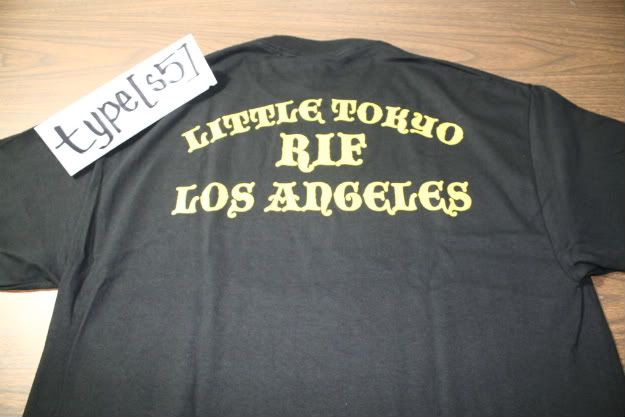 type[s5]
LITTLE TOKYO
RIF
LOS ANGELES